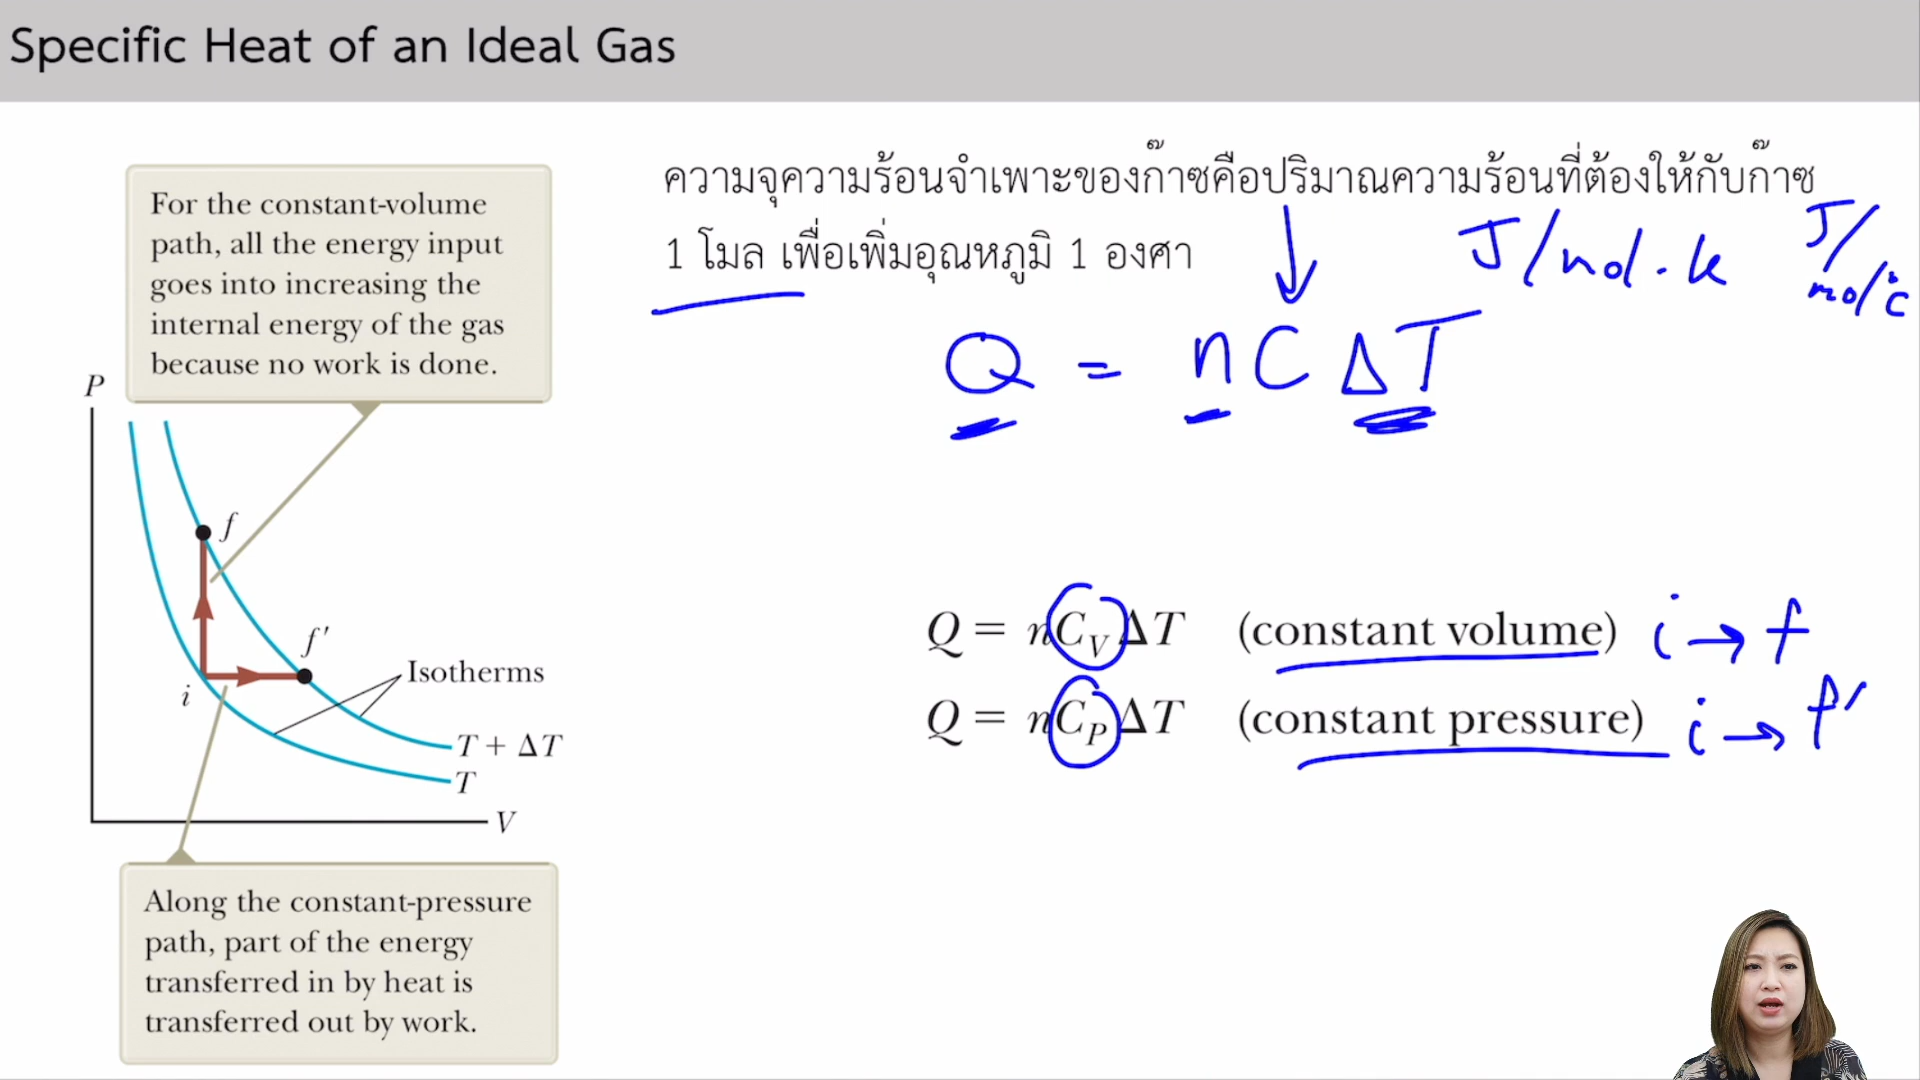 Specific Heat of an Ideal Gas
For the constant-volume
path, all the energy input
goes into increasing the
internal energy of the gas
because no work is done.
P
f
f′
Isotherms
i
T + ΔT
T
V
Along the constant-pressure
path, part of the energy
transferred in by heat is
transferred out by work.
ความจุความร้อนจำเพาะของก๊าซคือปริมาณความร้อนที่ต้องให้กับก๊าซ
1 โมล เพื่อเพิ่มอุณหภูมิ 1 องศา
J/mol·k
J/
mol°C
Q = nCΔT
Q = nC_V ΔT (constant volume) i → f
Q = nC_P ΔT (constant pressure) i → f′